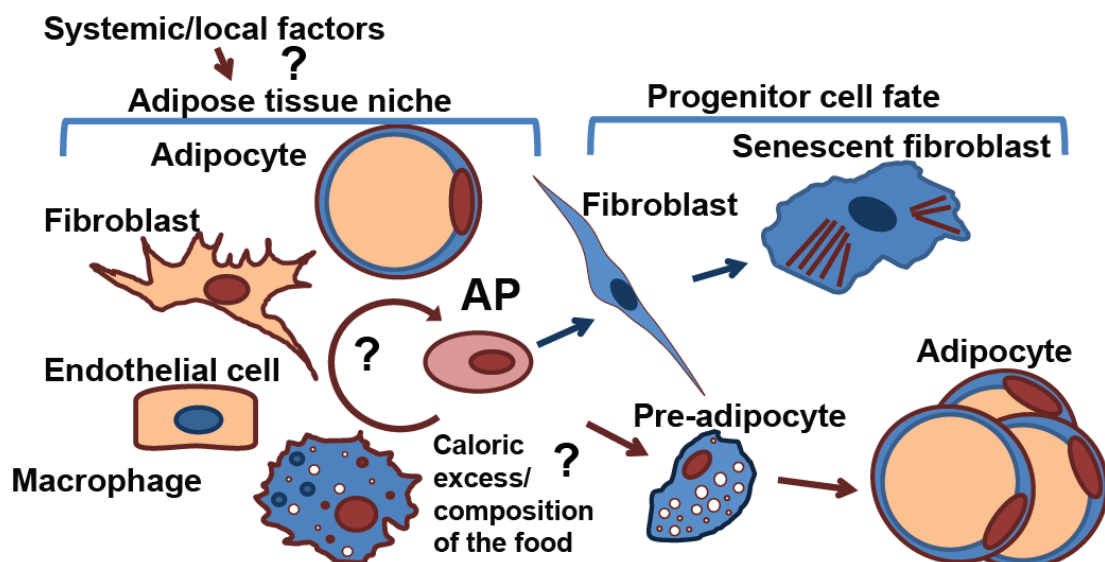 Systemic/local factors
?
Adipose tissue niche
Adipocyte
Fibroblast
AP
?
Endothelial cell
Macrophage
Caloric
excess/
composition
of the food
?
Progenitor cell fate
Senescent fibroblast
Fibroblast
Pre-adipocyte
Adipocyte